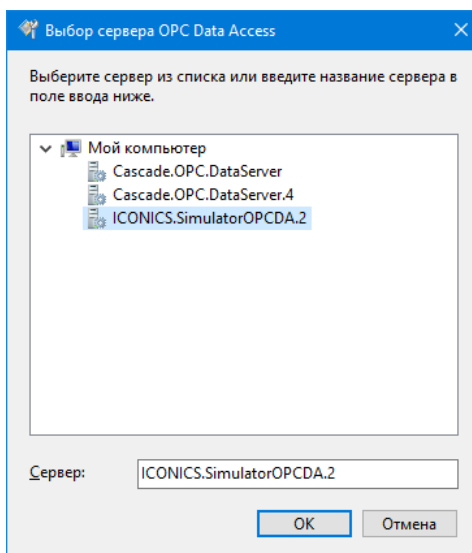 Выбор сервера OPC Data Access
Выберите сервер из списка или введите название сервера в
поле ввода ниже.
Мой компьютер
Cascade.OPC.DataServer
Cascade.OPC.DataServer.4
ICONICS.SimulatorOPCDA.2
Сервер: ICONICS.SimulatorOPCDA.2
OK Отмена